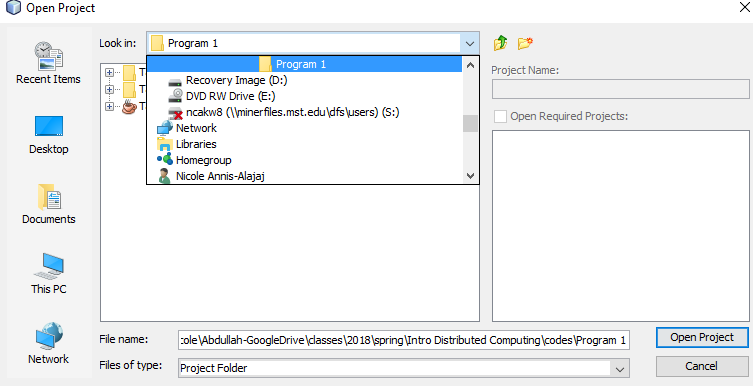 Open Project
Look in:
Program 1
Program 1
Recovery Image (D:)
DVD RW Drive (E:)
ncakw8 (\\minerfiles.mst.edu\dfs\users) (S:)
Network
Libraries
Homegroup
Nicole Annis-Alajaj
T
T
T
Recent Items
Desktop
Documents
This PC
Network
Project Name:
Open Required Projects:
File name:
:ole\Abdullah-GoogleDrive\classes\2018\spring\Intro Distributed Computing\codes\Program 1
Open Project
Files of type:
Project Folder
Cancel